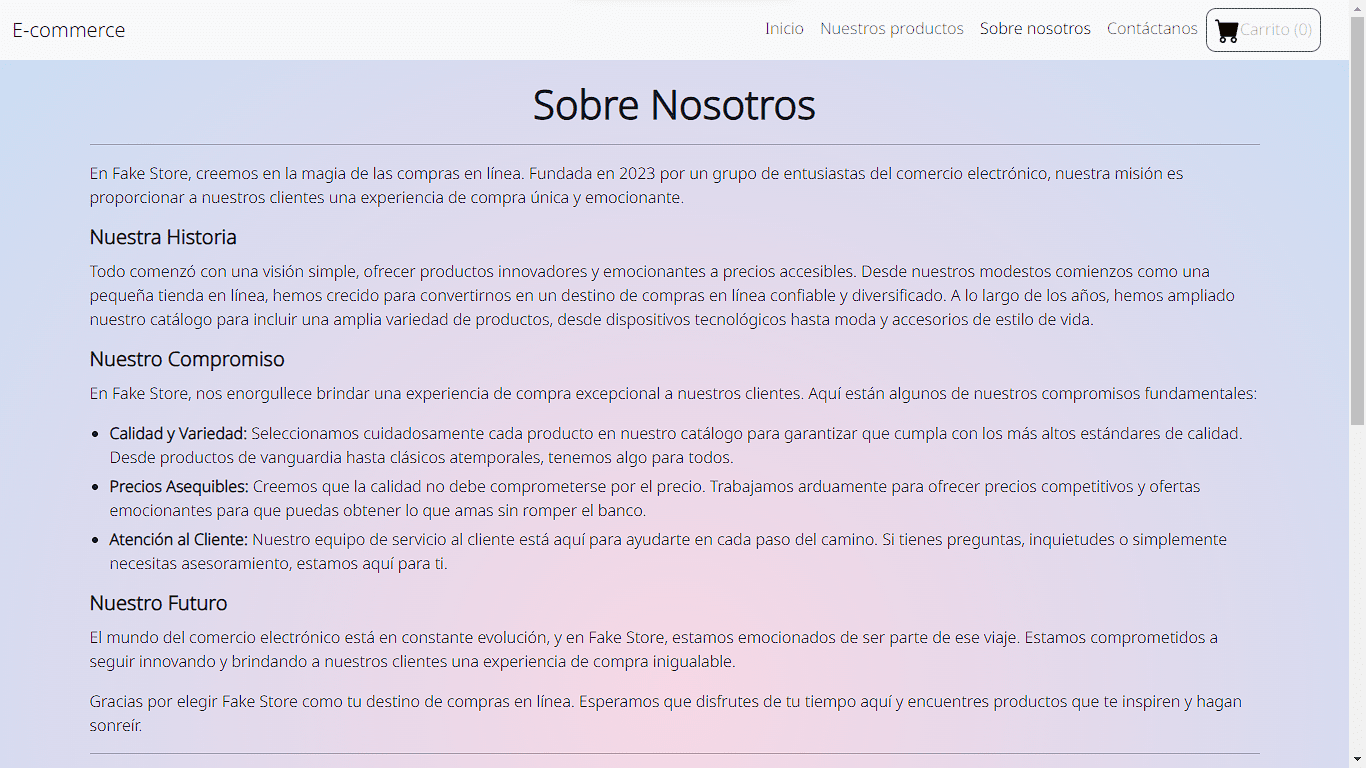 E-commerce
Inicio Nuestros productos Sobre nosotros Contáctanos Carrito (0)
Sobre Nosotros
En Fake Store, creemos en la magia de las compras en línea. Fundada en 2023 por un grupo de entusiastas del comercio electrónico, nuestra misión es
proporcionar a nuestros clientes una experiencia de compra única y emocionante.
Nuestra Historia
Todo comenzó con una visión simple, ofrecer productos innovadores y emocionantes a precios accesibles. Desde nuestros modestos comienzos como una
pequeña tienda en línea, hemos crecido para convertirnos en un destino de compras en línea confiable y diversificado. A lo largo de los años, hemos ampliado
nuestro catálogo para incluir una amplia variedad de productos, desde dispositivos tecnológicos hasta moda y accesorios de estilo de vida.
Nuestro Compromiso
En Fake Store, nos enorgullece brindar una experiencia de compra excepcional a nuestros clientes. Aquí están algunos de nuestros compromisos fundamentales:
• Calidad y Variedad: Seleccionamos cuidadosamente cada producto en nuestro catálogo para garantizar que cumpla con los más altos estándares de calidad.
Desde productos de vanguardia hasta clásicos atemporales, tenemos algo para todos.
• Precios Asequibles: Creemos que la calidad no debe comprometerse por el precio. Trabajamos arduamente para ofrecer precios competitivos y ofertas
emocionantes para que puedas obtener lo que amas sin romper el banco.
• Atención al Cliente: Nuestro equipo de servicio al cliente está aquí para ayudarte en cada paso del camino. Si tienes preguntas, inquietudes o simplemente
necesitas asesoramiento, estamos aquí para ti.
Nuestro Futuro
El mundo del comercio electrónico está en constante evolución, y en Fake Store, estamos emocionados de ser parte de ese viaje. Estamos comprometidos a
seguir innovando y brindando a nuestros clientes una experiencia de compra inigualable.
Gracias por elegir Fake Store como tu destino de compras en línea. Esperamos que disfrutes de tu tiempo aquí y encuentres productos que te inspiren y hagan
sonreír.